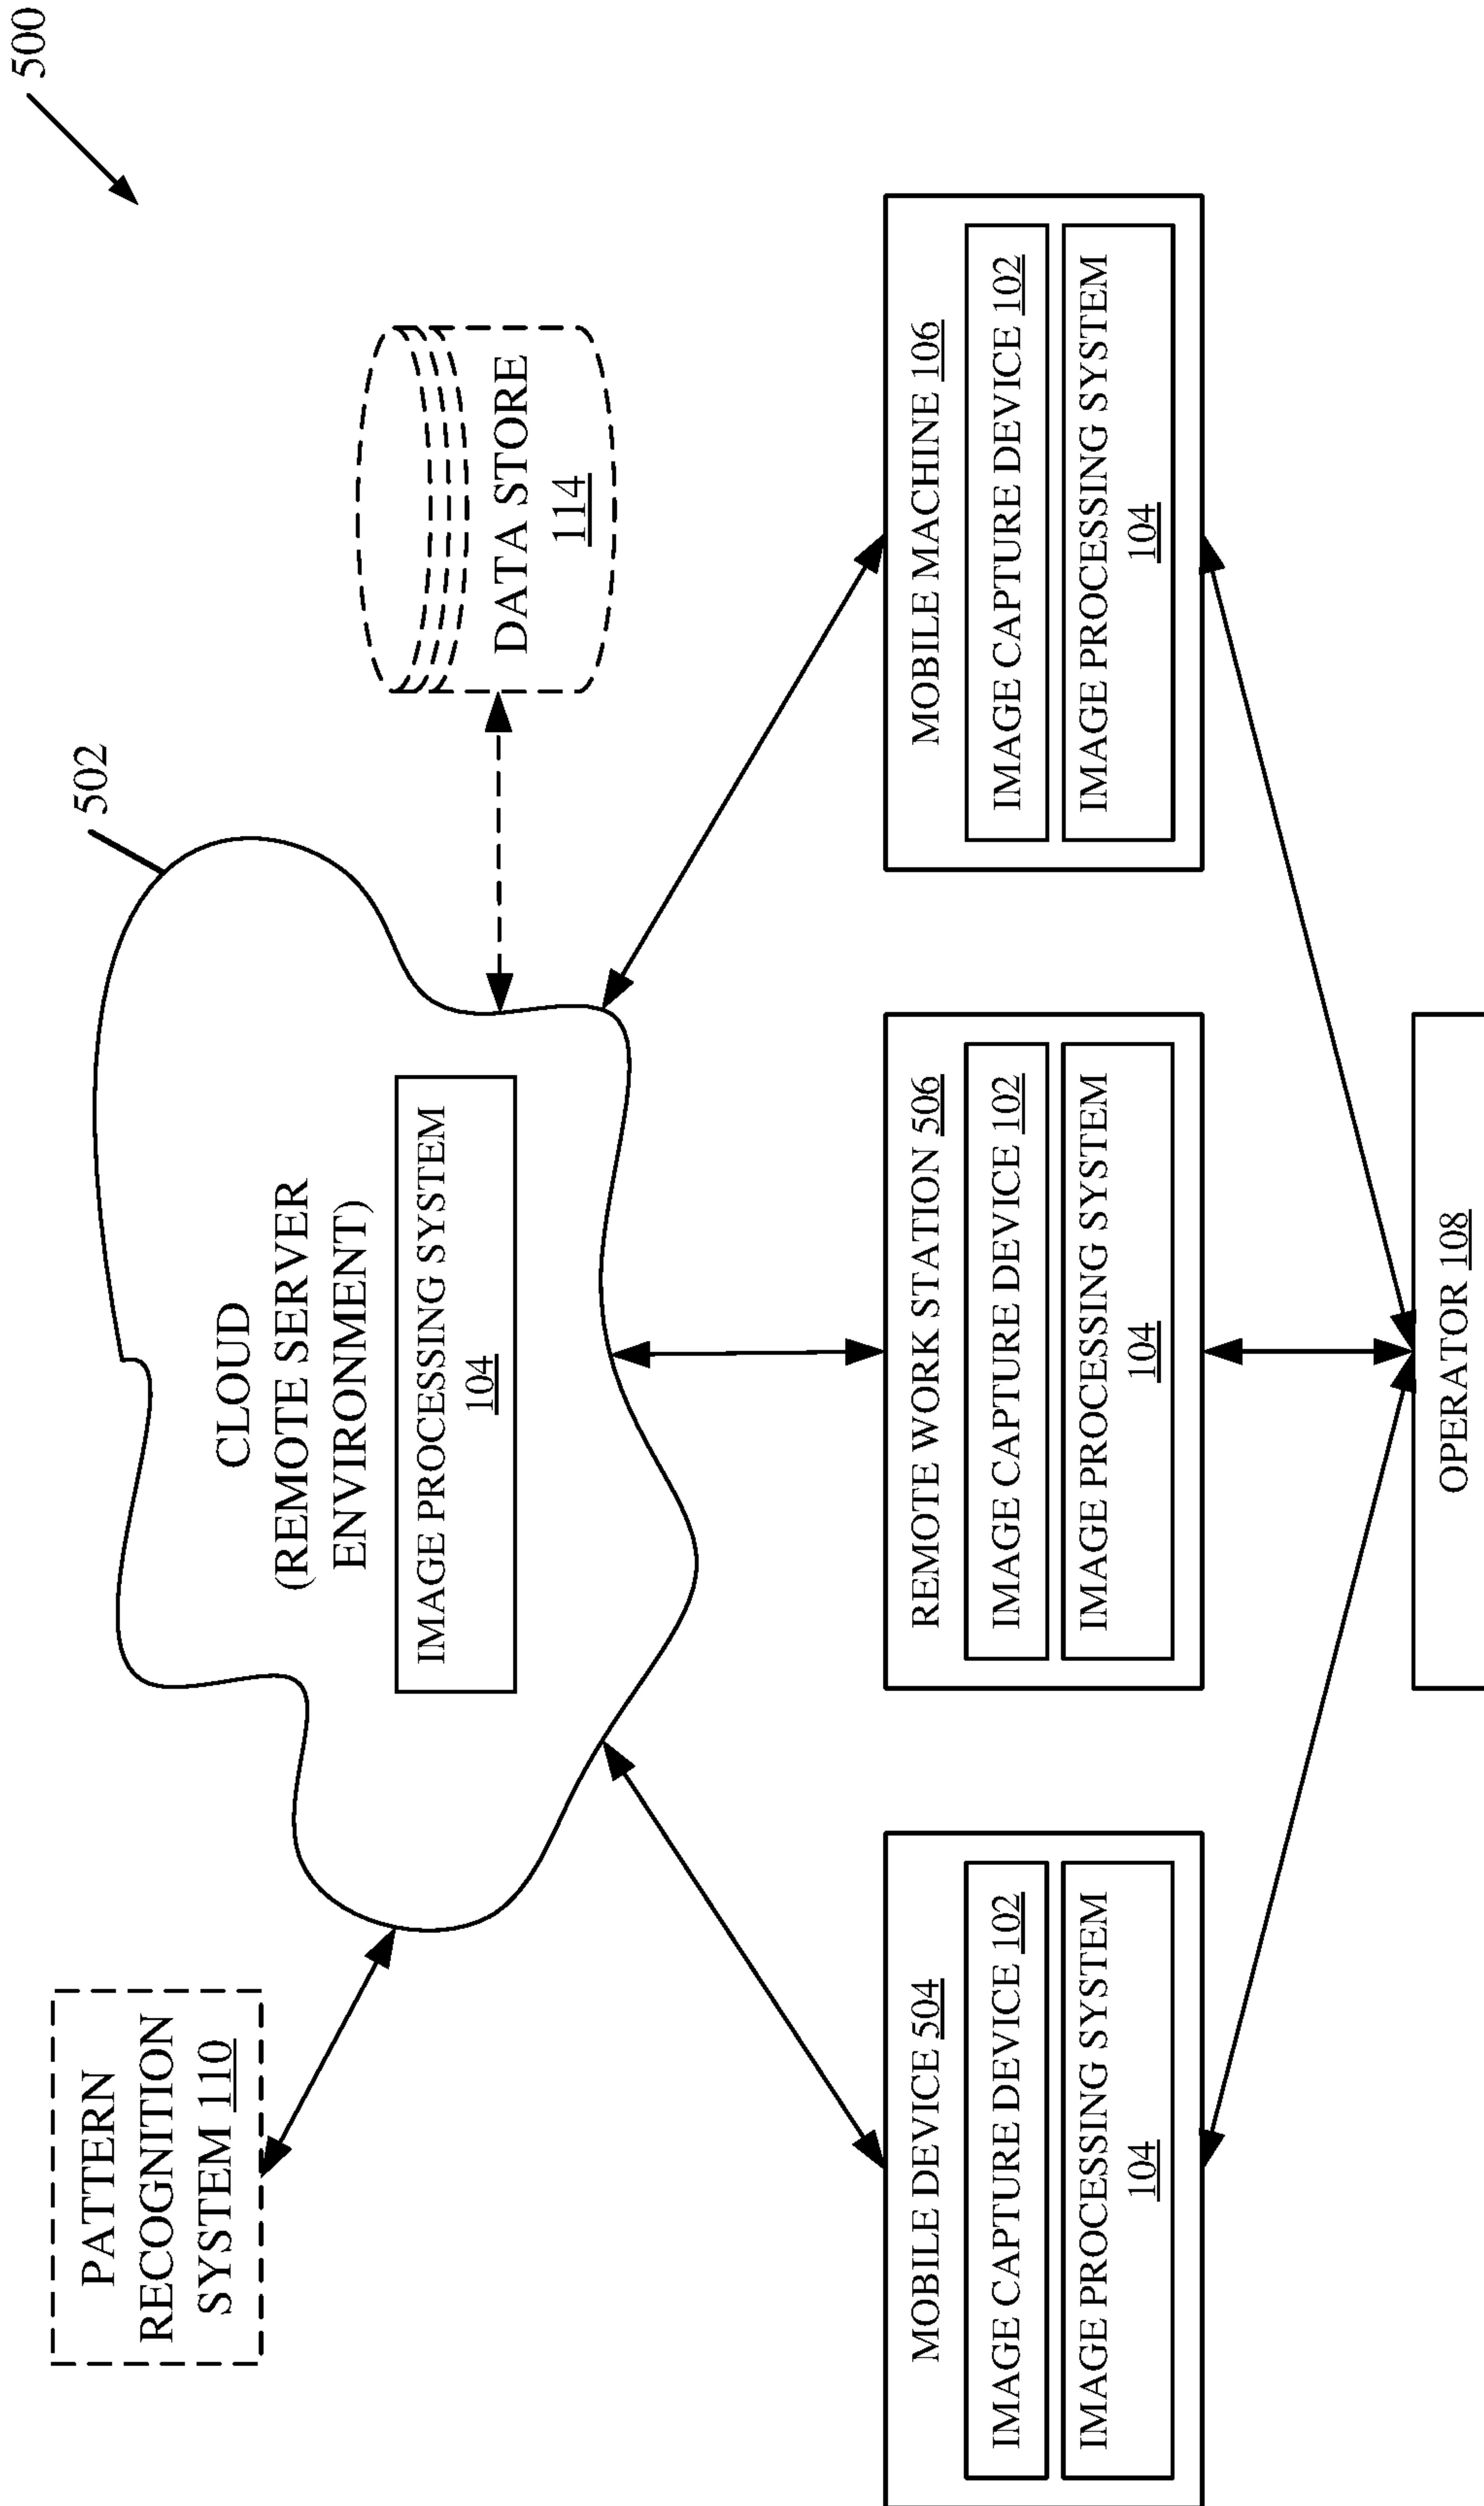 500
502
PATTERN
RECOGNITION
SYSTEM 110
CLOUD
(REMOTE SERVER
ENVIRONMENT)
IMAGE PROCESSING SYSTEM
104
DATA STORE
114
MOBILE DEVICE 504
IMAGE CAPTURE DEVICE 102
IMAGE PROCESSING SYSTEM
104
REMOTE WORK STATION 506
IMAGE CAPTURE DEVICE 102
IMAGE PROCESSING SYSTEM
104
MOBILE MACHINE 106
IMAGE CAPTURE DEVICE 102
IMAGE PROCESSING SYSTEM
104
OPERATOR 108